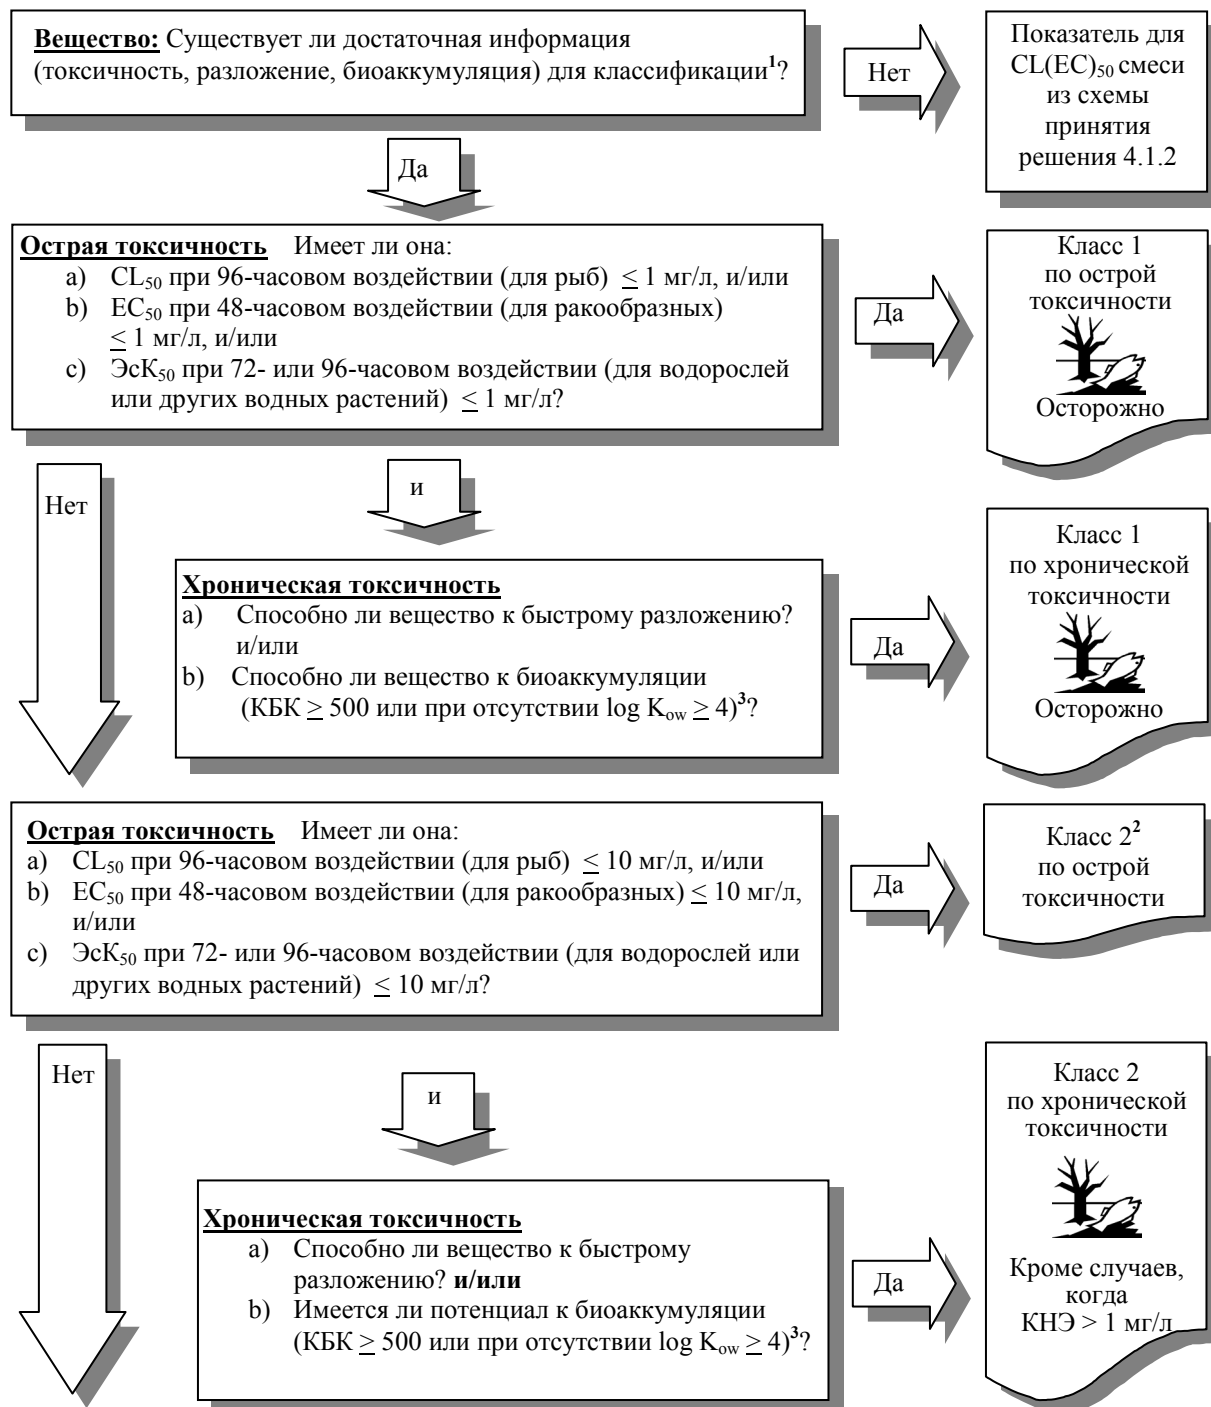 Вещество: Существует ли достаточная информация
(токсичность, разложение, биоаккумуляция) для классификации¹?
Нет
Показатель для
CL(EC)₅₀ смеси
из схемы
принятия
решения 4.1.2
Да
Острая токсичность Имеет ли она:
a) CL₅₀ при 96-часовом воздействии (для рыб) ≤ 1 мг/л, и/или
b) EC₅₀ при 48-часовом воздействии (для ракообразных)
≤ 1 мг/л, и/или
c) ЭсК₅₀ при 72- или 96-часовом воздействии (для водорослей
или других водных растений) ≤ 1 мг/л?
Да
Класс 1
по острой
токсичности
Осторожно
Нет
и
Хроническая токсичность
a) Способно ли вещество к быстрому разложению?
и/или
b) Способно ли вещество к биоаккумуляции
(КБК ≥ 500 или при отсутствии log Kow ≥ 4)³?
Да
Класс 1
по хронической
токсичности
Осторожно
Острая токсичность Имеет ли она:
a) CL₅₀ при 96-часовом воздействии (для рыб) ≤ 10 мг/л, и/или
b) EC₅₀ при 48-часовом воздействии (для ракообразных) ≤ 10 мг/л,
и/или
c) ЭсК₅₀ при 72- или 96-часовом воздействии (для водорослей или
других водных растений) ≤ 10 мг/л?
Да
Класс 2²
по острой
токсичности
Нет
и
Хроническая токсичность
a) Способно ли вещество к быстрому
разложению? и/или
b) Имеется ли потенциал к биоаккумуляции
(КБК ≥ 500 или при отсутствии log Kow ≥ 4)³?
Да
Класс 2
по хронической
токсичности
Кроме случаев,
когда
КНЭ > 1 мг/л